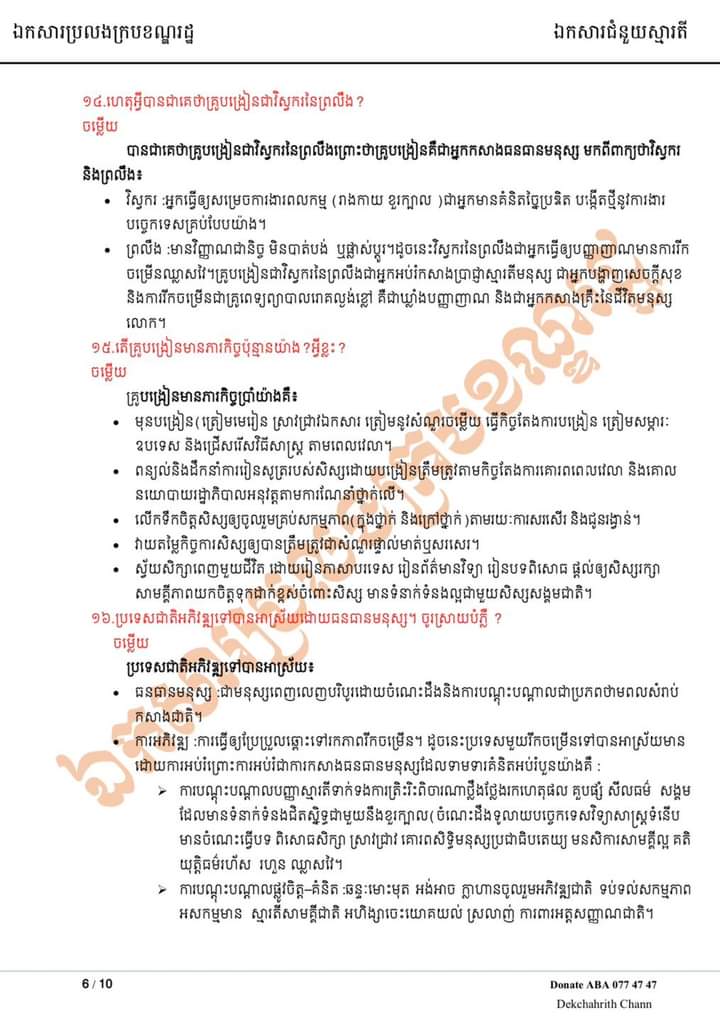 ឯកសារប្រលងក្របខណ្ឌរដ្ឋ
ឯកសារជំនួយស្មារតី
១៤.ហេតុអ្វីបានជាគេថាគ្រូបង្រៀនជាវិស្វករនៃព្រលឹង?
ចម្លើយ
បានជាគេថាគ្រូបង្រៀនជាវិស្វករនៃព្រលឹងព្រោះថាគ្រូបង្រៀនគឺជាអ្នកកសាងធនធានមនុស្ស មកពីពាក្យថាវិស្វករ
និងព្រលឹង៖
• វិស្វករ :អ្នកធ្វើឲ្យសម្រេចការងារពលកម្ម (រាងកាយ ខួរក្បាល )ជាអ្នកមានគំនិតច្នៃប្រឌិត បង្កើតថ្មីនូវការងារ
បច្ចេកទេសគ្រប់បែបយ៉ាង។
• ព្រលឹង :មានវិញ្ញាណជានិច្ច មិនបាត់បង់ ឬផ្លាស់ប្តូរ។ដូចនេះវិស្វករនៃព្រលឹងជាអ្នកធ្វើឲ្យបញ្ញាញាណមានការរីក
ចម្រើនឈ្លាសវៃ។គ្រូបង្រៀនជាវិស្វករនៃព្រលឹងជាអ្នកអប់រំកសាងប្រាជ្ញាស្មារតីមនុស្ស ជាអ្នកបង្ហាញសេចក្តីសុខ
និងការរីកចម្រើនជាគ្រូពេទ្យព្យាបាលរោគល្ងង់ខ្លៅ គឺជាឃ្លាំងបញ្ញាញាណ និងជាអ្នកកសាងគ្រឹះនៃជីវិតមនុស្ស
លោក។
១៥.តើគ្រូបង្រៀនមានភារកិច្ចប៉ុន្មានយ៉ាង?អ្វីខ្លះ?
ចម្លើយ
គ្រូបង្រៀនមានភារកិច្ចប្រាំយ៉ាងគឺ៖
• មុនបង្រៀន(ត្រៀមមេរៀន ស្រាវជ្រាវឯកសារ ត្រៀមនូវសំណួរចម្លើយ ធ្វើកិច្ចតែងការបង្រៀន ត្រៀមសម្ភារៈ
ឧបទេស និងជ្រើសរើសវិធីសាស្ត្រ តាមពេលវេលា។
• ពន្យល់និងដឹកនាំការរៀនសូត្ររបស់សិស្សដោយបង្រៀនត្រឹមត្រូវតាមកិច្ចតែងការគោរពពេលវេលា និងគោល
នយោបាយរដ្ឋាភិបាលអនុវត្តតាមការណែនាំថ្នាក់លើ។
• លើកទឹកចិត្តសិស្សឲ្យចូលរួមគ្រប់សកម្មភាព(ក្នុងថ្នាក់ និងក្រៅថ្នាក់ )តាមរយៈការសរសើរ និងជូនរង្វាន់។
• វាយតម្លៃកិច្ចការសិស្សឲ្យបានត្រឹមត្រូវជាសំណួរផ្ទាល់មាត់ឬសរសេរ។
• ស្វ័យសិក្សាពេញមួយជីវិត ដោយរៀនភាសាបរទេស រៀនព័ត៌មានវិទ្យា រៀនបទពិសោធ ផ្តល់ឲ្យសិស្សរក្សា
សាមគ្គីភាពយកចិត្តទុកដាក់ខ្ពស់ចំពោះសិស្ស មានទំនាក់ទំនងល្អជាមួយសិស្សសង្គមជាតិ។
១៦.ប្រទេសជាតិអភិវឌ្ឍទៅបានអាស្រ័យដោយធនធានមនុស្ស។ ចូរស្រាយបំភ្លឺ ?
ចម្លើយ
ប្រទេសជាតិអភិវឌ្ឍទៅបានអាស្រ័យ៖
• ធនធានមនុស្ស :ជាមនុស្សពេញលេញបរិបូរដោយចំណេះដឹងនិងការបណ្តុះបណ្តាលជាប្រភពថាមពលសំរាប់
កសាងជាតិ។
• ការអភិវឌ្ឍ :ការធ្វើឲ្យប្រែប្រួលឆ្ពោះទៅរកភាពរីកចម្រើន។ ដូចនេះប្រទេសមួយរីកចម្រើនទៅបានអាស្រ័យមាន
ដោយការអប់រំព្រោះការអប់រំជាការកសាងធនធានមនុស្សដែលទាមទារគំនិតអប់រំបួនយ៉ាងគឺ :
➢ ការបណ្តុះបណ្តាលបញ្ញាស្មារតីទាក់ទងការត្រិះរិះពិចារណាថ្លឹងថ្លែងរកហេតុផល គួបផ្សំ សីលធម៌ សង្គម
ដែលមានទំនាក់ទំនងជិតស្និទ្ធជាមួយនឹងខួរក្បាល(ចំណេះដឹងទូលាយបច្ចេកទេសវិទ្យាសាស្ត្រទំនើប
មានចំណេះធ្វើបទ ពិសោធសិក្សា ស្រាវជ្រាវ គោរពសិទ្ធិមនុស្សប្រជាធិបតេយ្យ មនសិការសាមគ្គីល្អ គតិ
យុត្តិធម៌រហ័ស រហួន ឈ្លាសវៃ។
➢ ការបណ្តុះបណ្តាលផ្លូវចិត្ត–គំនិត :ឆន្ទៈមោះមុត អង់អាច ក្លាហានចូលរួមអភិវឌ្ឍជាតិ ទប់ទល់សកម្មភាព
អសកម្មមាន ស្មារតីសាមគ្គីជាតិ អហិង្សាចេះយោគយល់ ស្រលាញ់ ការពារអត្តសញ្ញាណជាតិ។
ឯកសារប្រលងក្របខណ្ឌរដ្ឋ
6 / 10
Donate ABA 077 47 47
Dekchahrith Chann